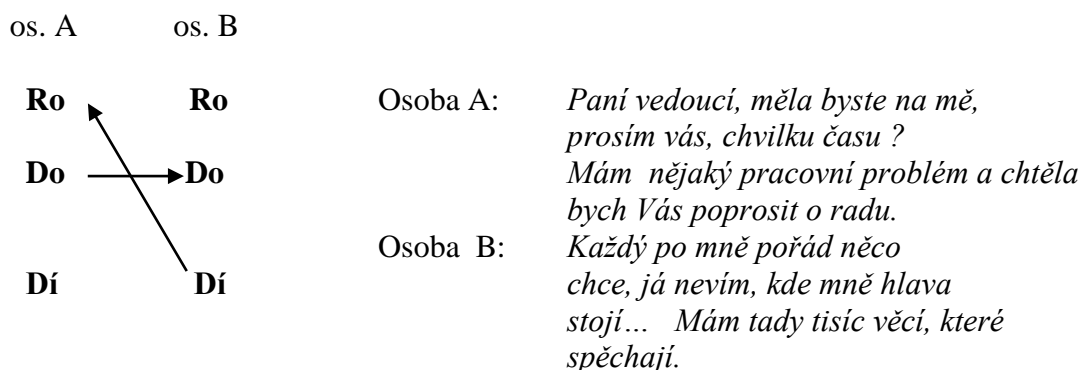 os. A os. B
Ro Ro Osoba A: Paní vedoucí, měla byste na mě,
prosím vás, chvilku času ?
Do Do Mám nějaký pracovní problém a chtěla
bych Vás poprosit o radu.
Osoba B: Každý po mně pořád něco
Dí Dí chce, já nevím, kde mně hlava
stojí… Mám tady tisíc věcí, které
spěchají.